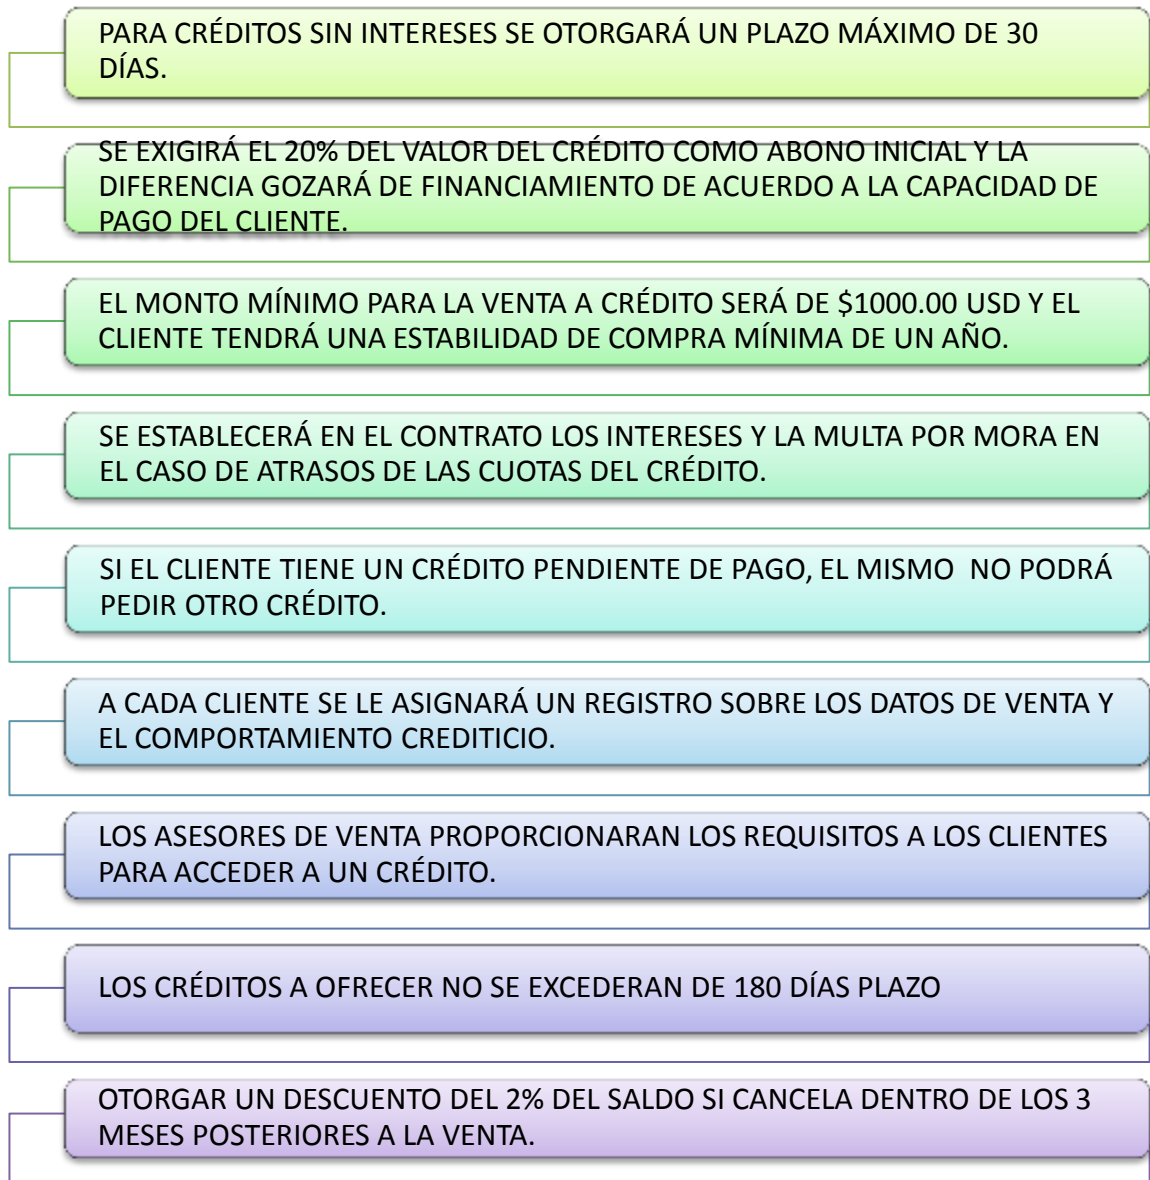 PARA CRÉDITOS SIN INTERESES SE OTORGARÁ UN PLAZO MÁXIMO DE 30
DÍAS.
SE EXIGIRÁ EL 20% DEL VALOR DEL CRÉDITO COMO ABONO INICIAL Y LA
DIFERENCIA GOZARÁ DE FINANCIAMIENTO DE ACUERDO A LA CAPACIDAD DE
PAGO DEL CLIENTE.
EL MONTO MÍNIMO PARA LA VENTA A CRÉDITO SERÁ DE $1000.00 USD Y EL
CLIENTE TENDRÁ UNA ESTABILIDAD DE COMPRA MÍNIMA DE UN AÑO.
SE ESTABLECERÁ EN EL CONTRATO LOS INTERESES Y LA MULTA POR MORA EN
EL CASO DE ATRASOS DE LAS CUOTAS DEL CRÉDITO.
SI EL CLIENTE TIENE UN CRÉDITO PENDIENTE DE PAGO, EL MISMO  NO PODRÁ
PEDIR OTRO CRÉDITO.
A CADA CLIENTE SE LE ASIGNARÁ UN REGISTRO SOBRE LOS DATOS DE VENTA Y
EL COMPORTAMIENTO CREDITICIO.
LOS ASESORES DE VENTA PROPORCIONARAN LOS REQUISITOS A LOS CLIENTES
PARA ACCEDER A UN CRÉDITO.
LOS CRÉDITOS A OFRECER NO SE EXCEDERAN DE 180 DÍAS PLAZO
OTORGAR UN DESCUENTO DEL 2% DEL SALDO SI CANCELA DENTRO DE LOS 3
MESES POSTERIORES A LA VENTA.